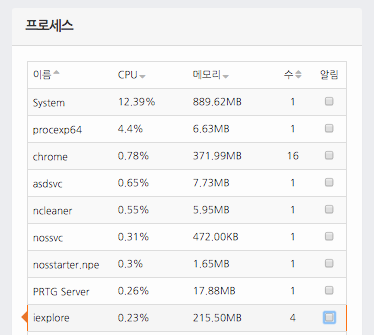 프로세스
이름 CPU 메모리 수 알림
System 12.39% 889.62MB 1
procexp64 4.4% 6.63MB 1
chrome 0.78% 371.99MB 16
asdsvc 0.65% 7.73MB 1
ncleaner 0.55% 5.95MB 1
nossvc 0.31% 472.00KB 1
nosstarter.npe 0.3% 1.65MB 1
PRTG Server 0.26% 17.88MB 1
iexplore 0.23% 215.50MB 4